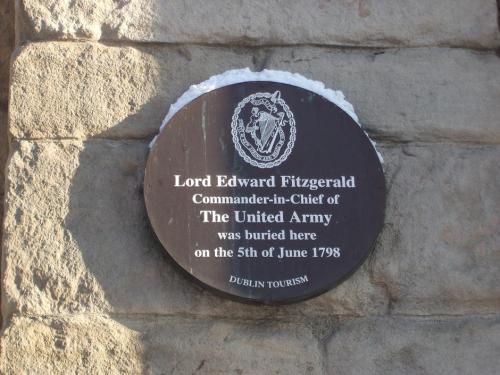 Lord Edward Fitzgerald
Commander-in-Chief of
The United Army
was buried here
on the 5th of June 1798
DUBLIN TOURISM